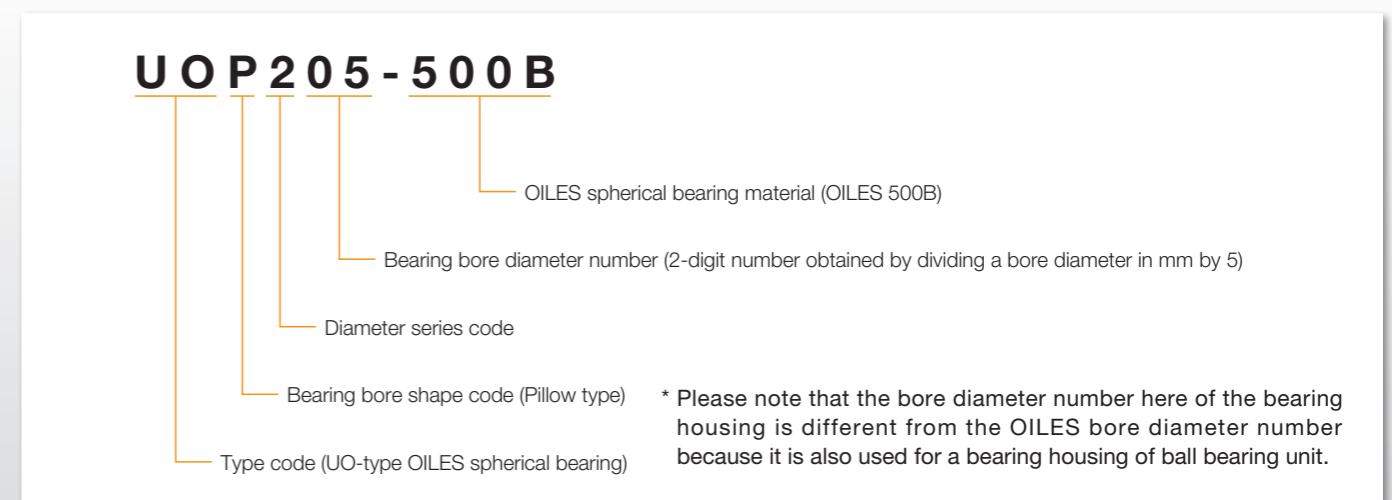 UOP205-500B
OILES spherical bearing material (OILES 500B)
Bearing bore diameter number (2-digit number obtained by dividing a bore diameter in mm by 5)
Diameter series code
Bearing bore shape code (Pillow type)
Type code (UO-type OILES spherical bearing)
* Please note that the bore diameter number here of the bearing
housing is different from the OILES bore diameter number
because it is also used for a bearing housing of ball bearing unit.